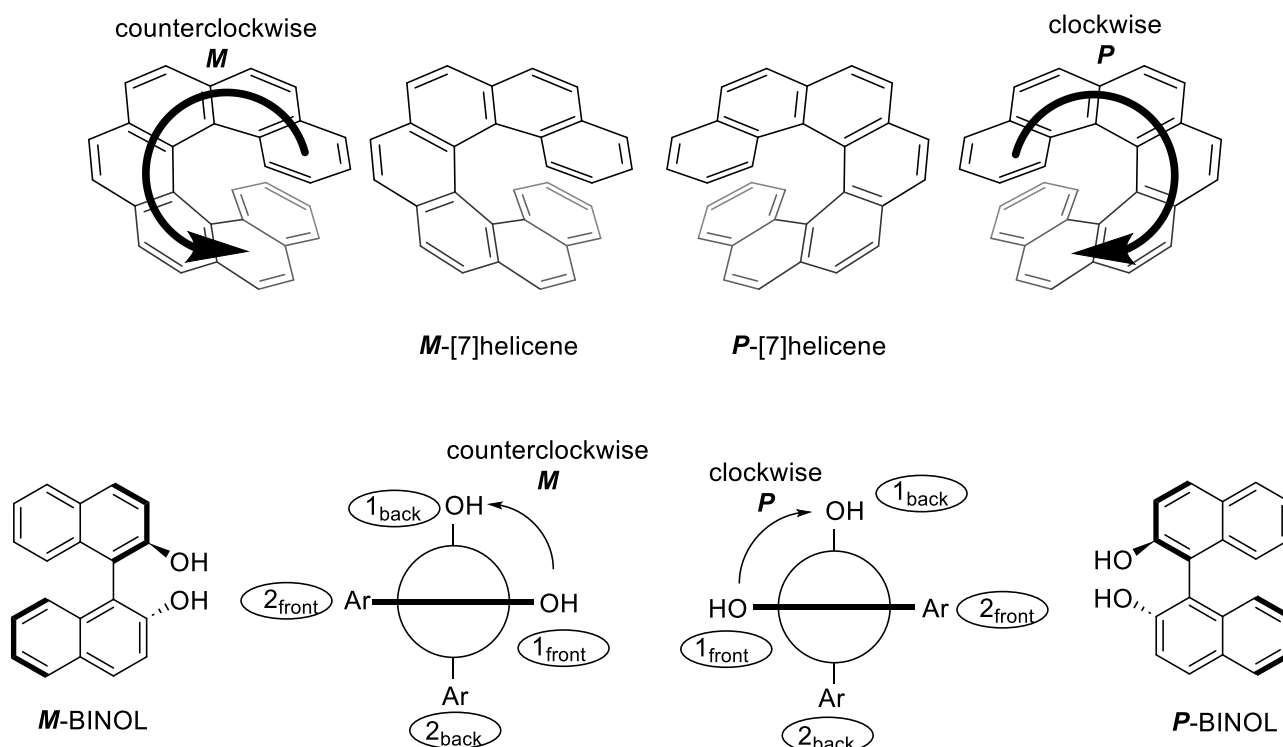 counterclockwise
M
clockwise
P
M-[7]helicene
P-[7]helicene
counterclockwise
M
clockwise
P
1back
OH
OH
1back
OH
OH
2front
Ar
OH
1front
HO
1front
Ar
2front
HO
HO
Ar
2back
Ar
2back
M-BINOL
P-BINOL